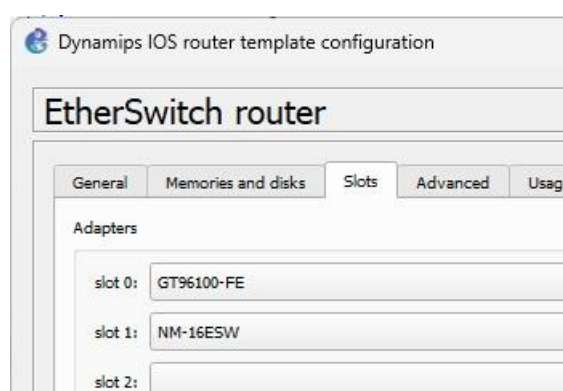 Dynamips IOS router template configuration
EtherSwitch router
General Memories and disks Slots Advanced Usag
Adapters
slot 0: GT96100-FE
slot 1: NM-16ESW
slot 2: